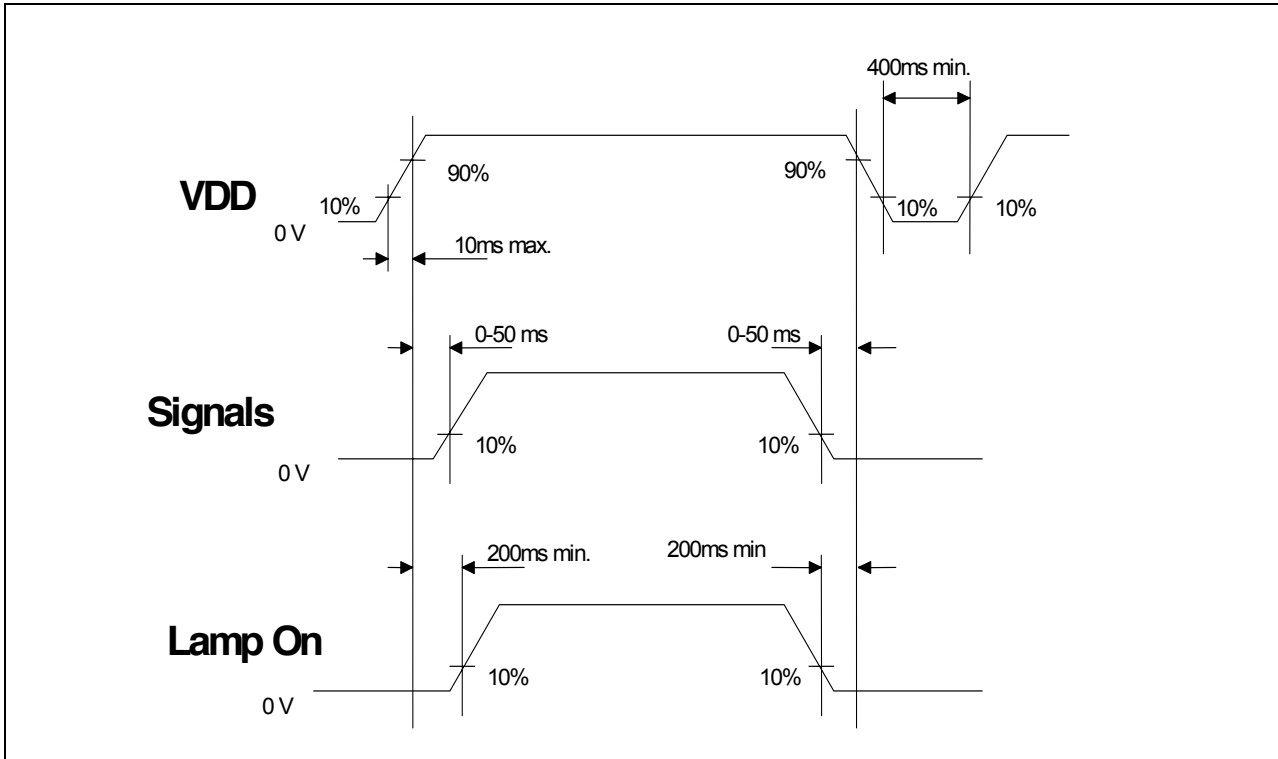 400ms min.
VDD
90%
90%
10%
10%
10%
0 V
10ms max.
0-50 ms
0-50 ms
Signals
10%
10%
0 V
200ms min.
200ms min
Lamp On
10%
10%
0 V